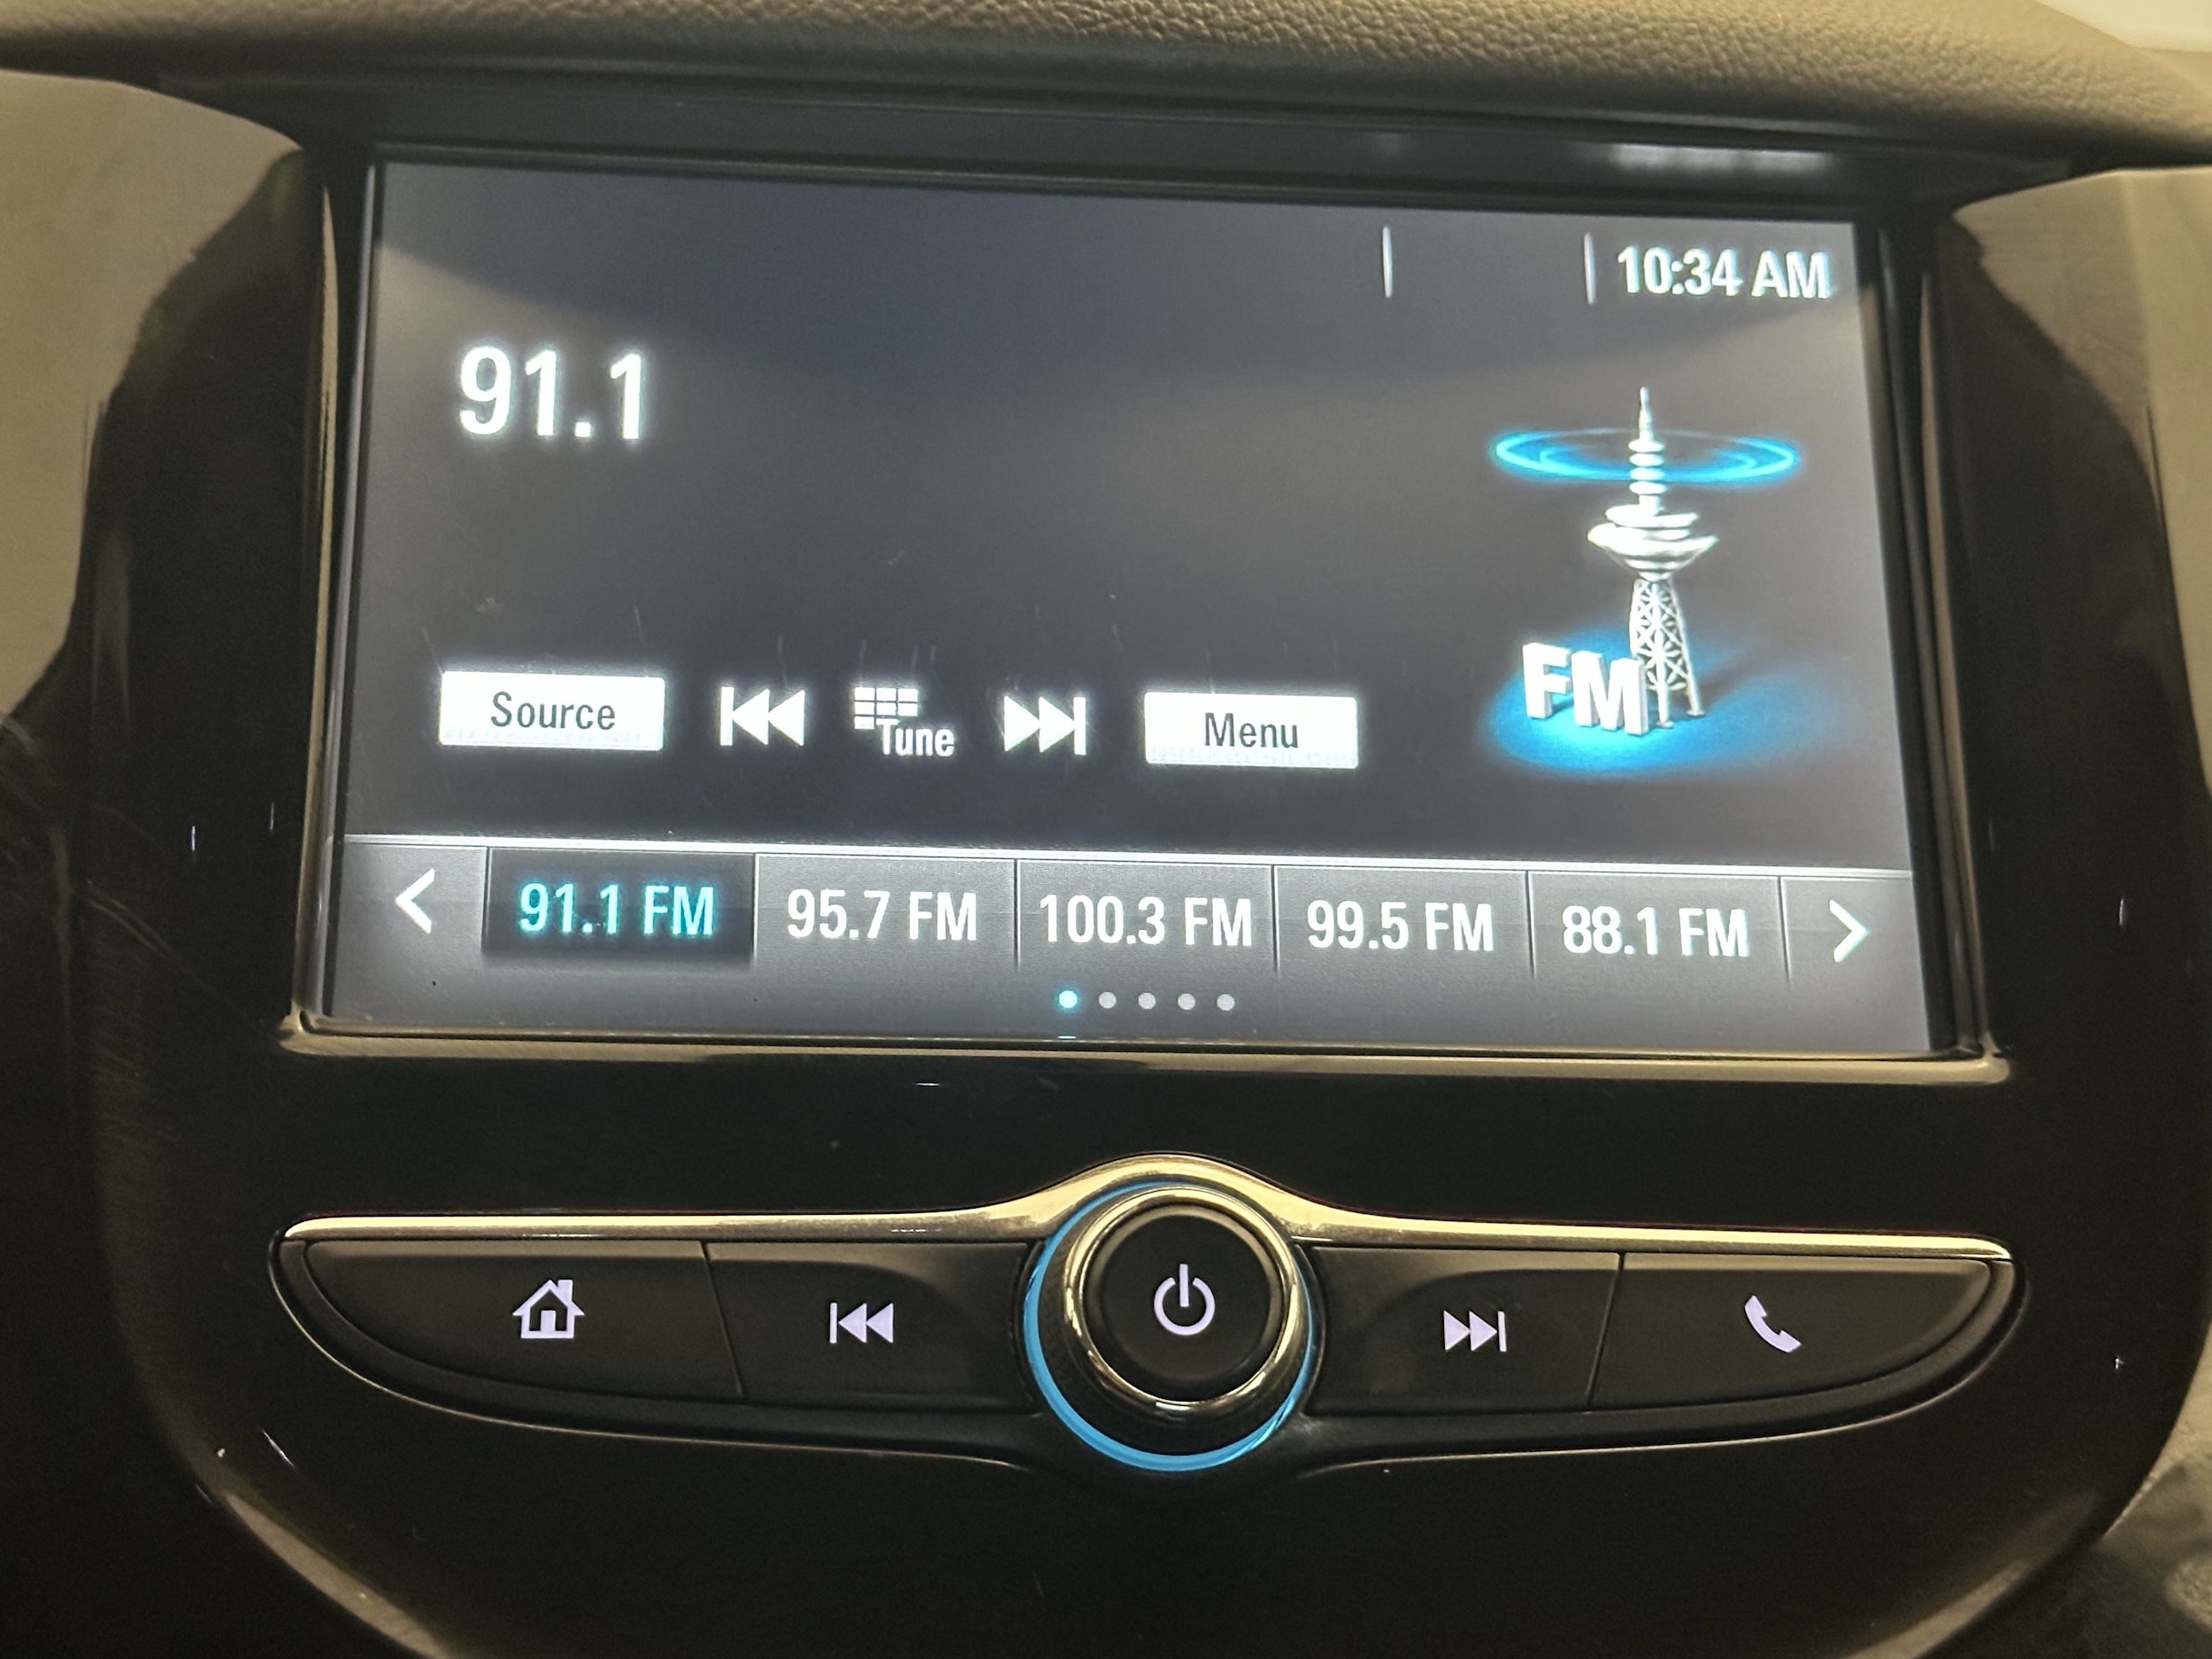 10:34 AM
91.1
FM
Source
Tune
Menu
91.1 FM
95.7 FM
100.3 FM
99.5 FM
88.1 FM